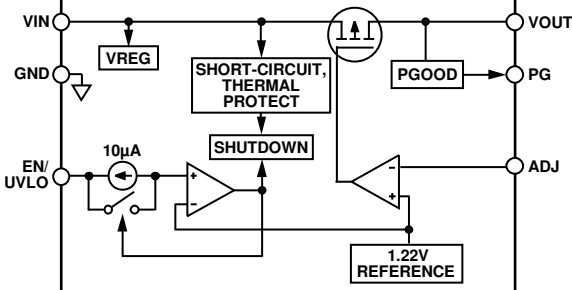 VIN
VOUT
VREG
GND
SHORT-CIRCUIT,
THERMAL
PROTECT
PGOOD
PG
SHUTDOWN
10µA
EN/
UVLO
+
−
−
+
ADJ
1.22V
REFERENCE